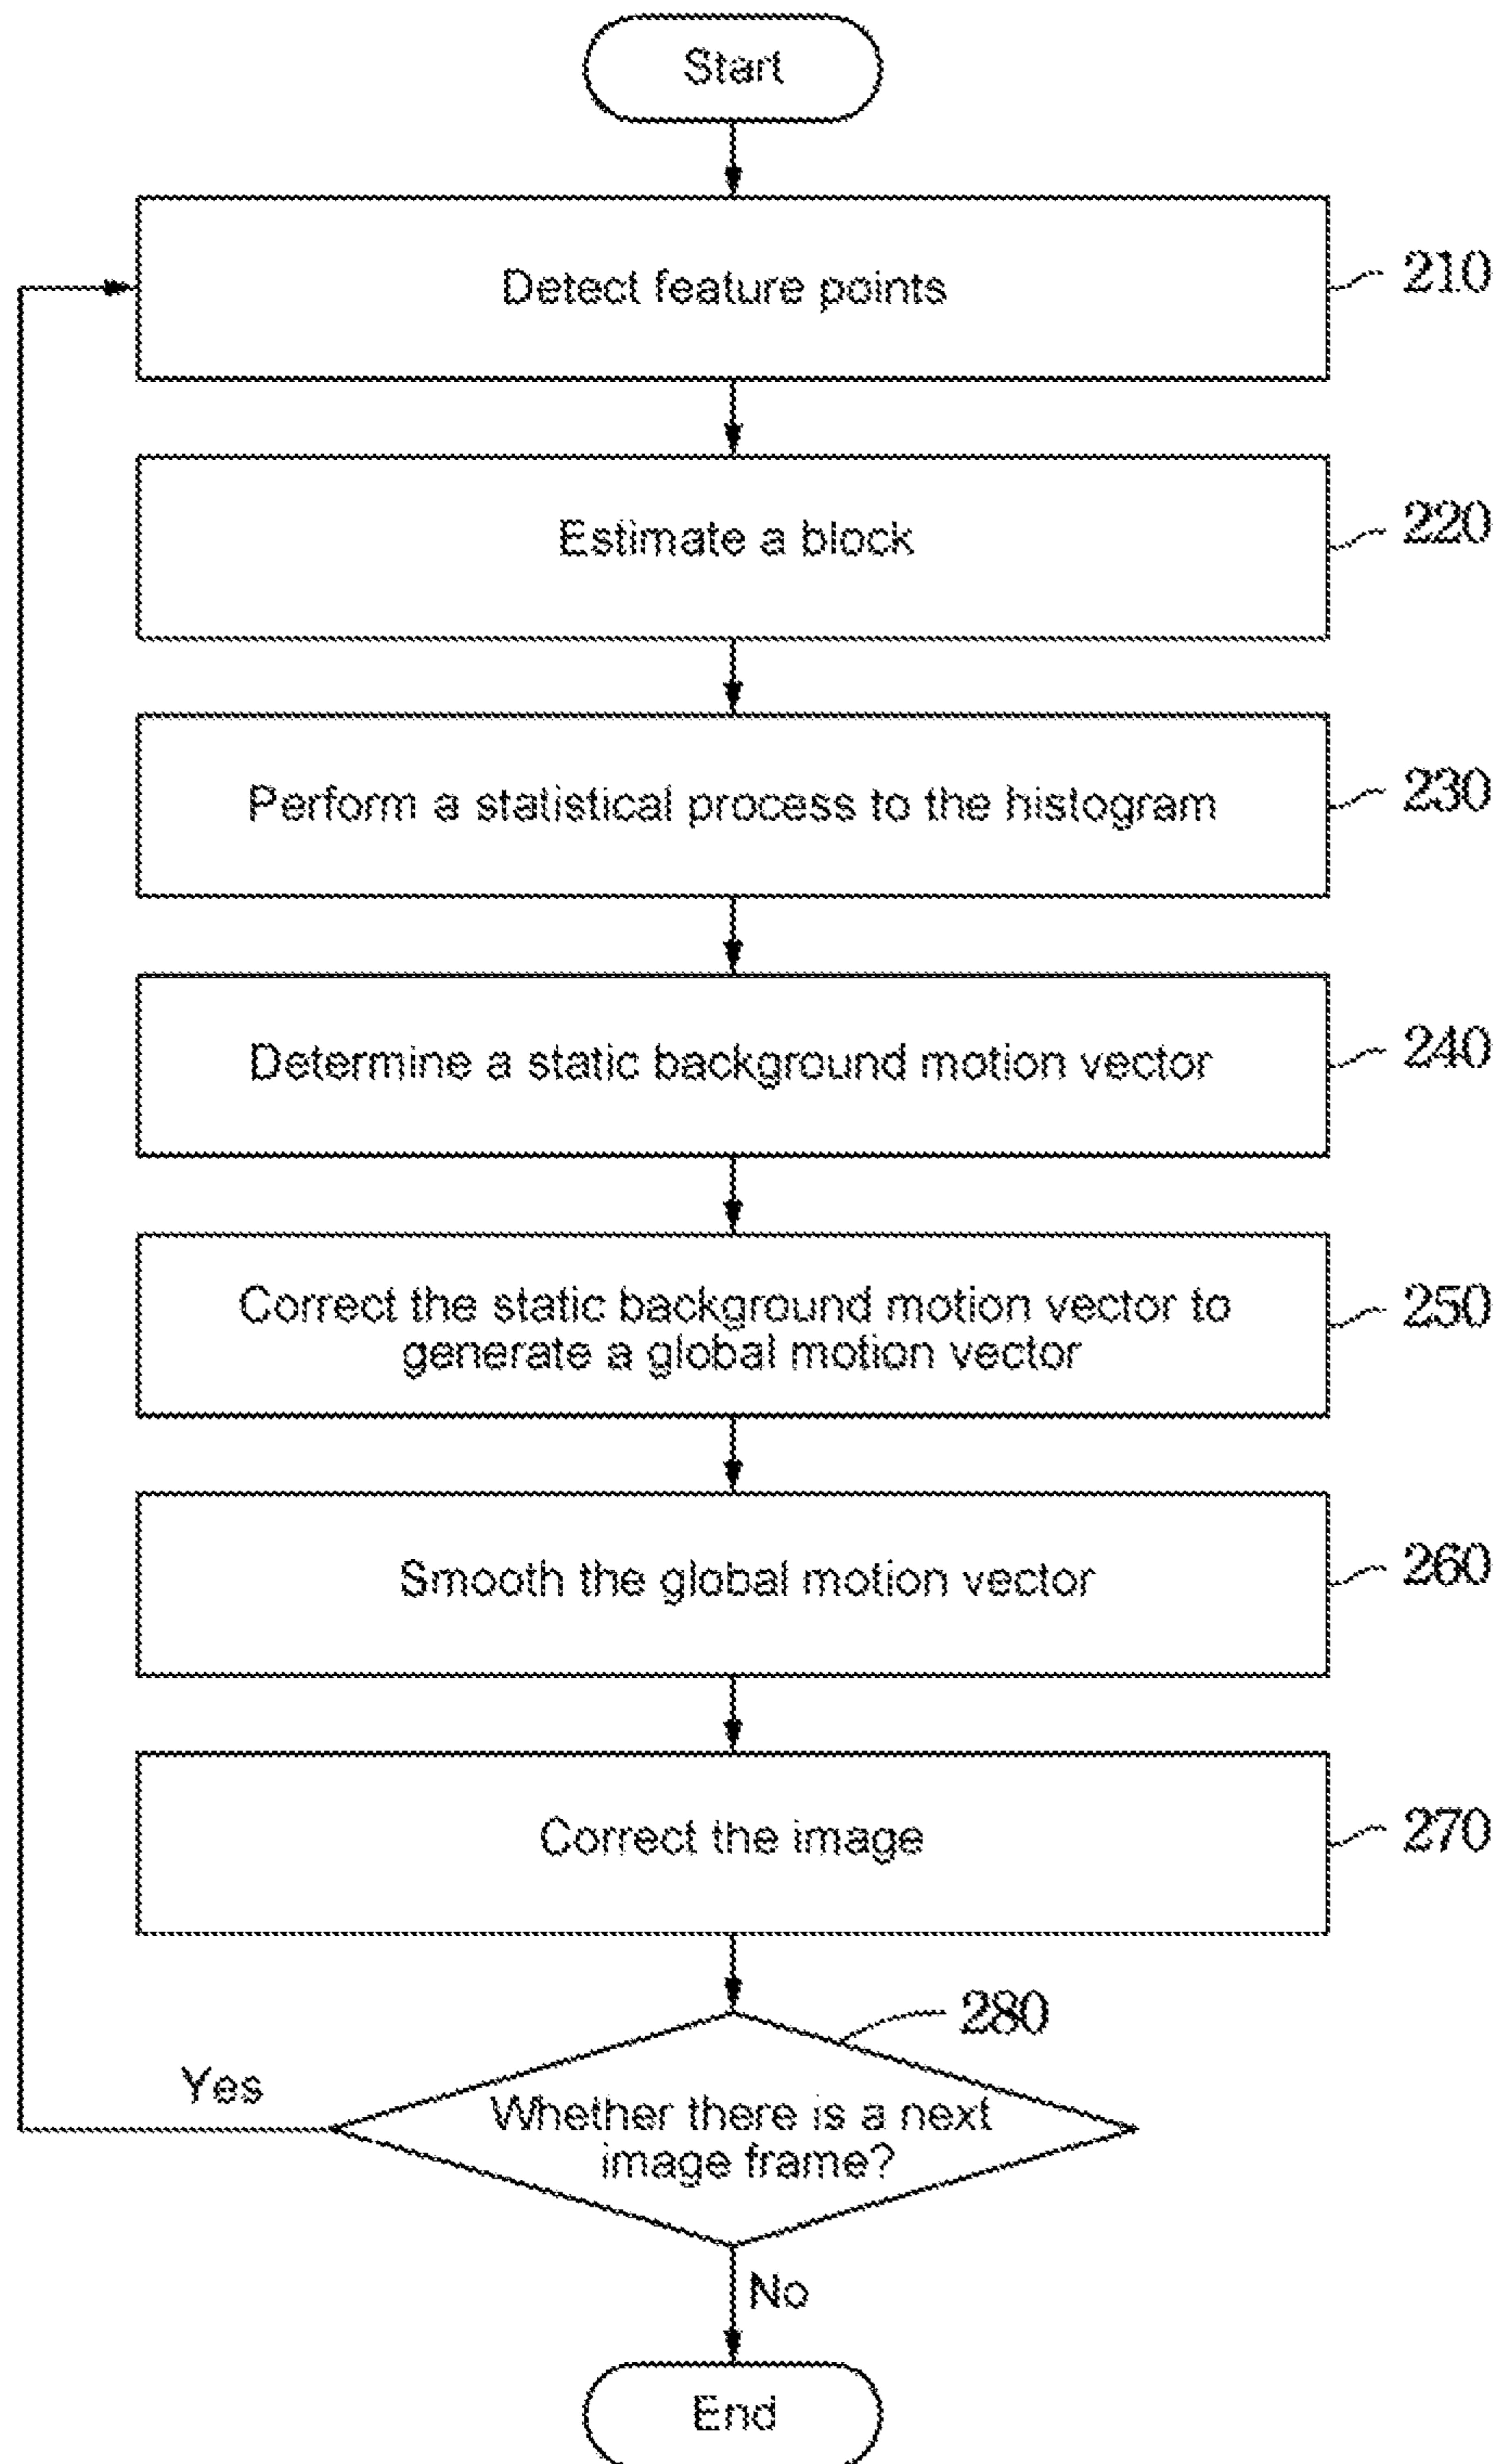 Start
Detect feature points
210
Estimate a block
220
Perform a statistical process to the histogram
230
Determine a static background motion vector
240
Correct the static background motion vector to
generate a global motion vector
250
Smooth the global motion vector
260
Correct the image
270
280
Yes
Whether there is a next
image frame?
No
End